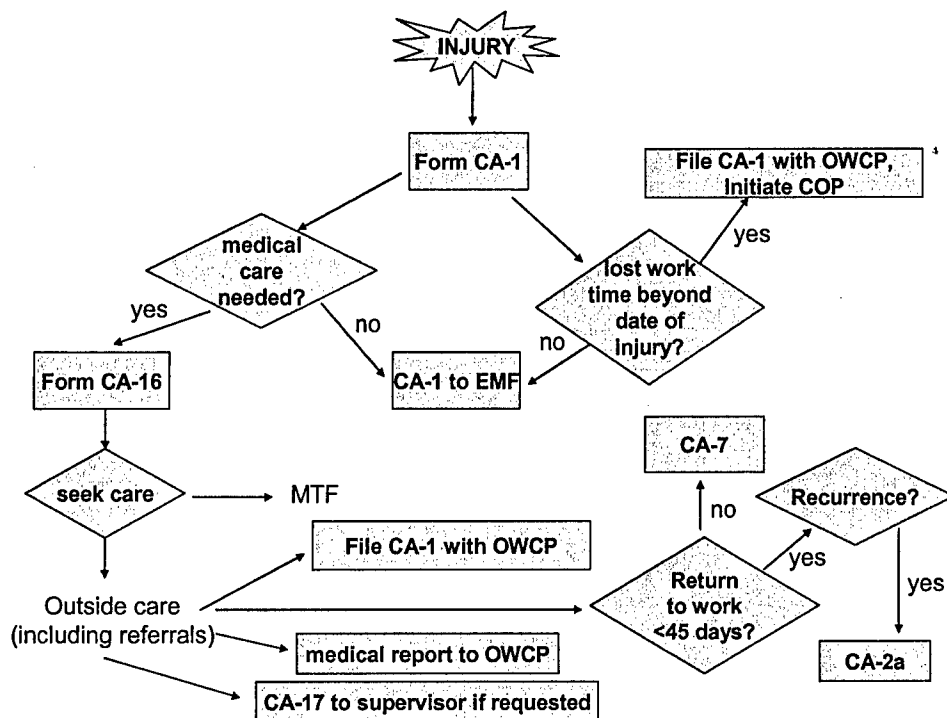 INJURY
Form CA-1
File CA-1 with OWCP,
Initiate COP
yes
medical
care
needed?
lost work
time beyond
date of
Injury?
yes
no
no
Form CA-16
CA-1 to EMF
CA-7
seek care
MTF
no
Recurrence?
File CA-1 with OWCP
yes
Return
to work
<45 days?
yes
Outside care
(including referrals)
medical report to OWCP
CA-2a
CA-17 to supervisor if requested